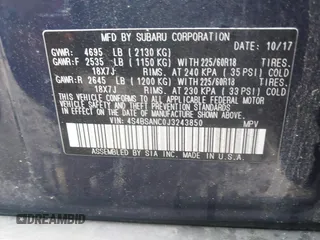 MFD BY SUBARU CORPORATION 10/17
GVWR: 4695 LB (2130 KG)
GAWR:F 2535 LB (1150 KG)WITH 225/60R18 TIRES.
18X7J RIMS. AT 240 KPA (35 PSI) COLD
GAWR:R 2645 LB (1200 KG)WITH 225/60R18 TIRES.
18X7J RIMS. AT 230 KPA (33 PSI) COLD
THIS VEHICLE CONFORMS TO ALL APPLICABLE
FEDERAL MOTOR VEHICLE SAFETY, BUMPER, AND
THEFT PREVENTION STANDARDS IN EFFECT ON THE
DATE OF MANUFACTURE SHOWN ABOVE.
VIN: 4S4BSANC0J3243850 MPV
ASSEMBLED BY SIA INC. MADE IN U.S.A.
© AUTOBIDMD